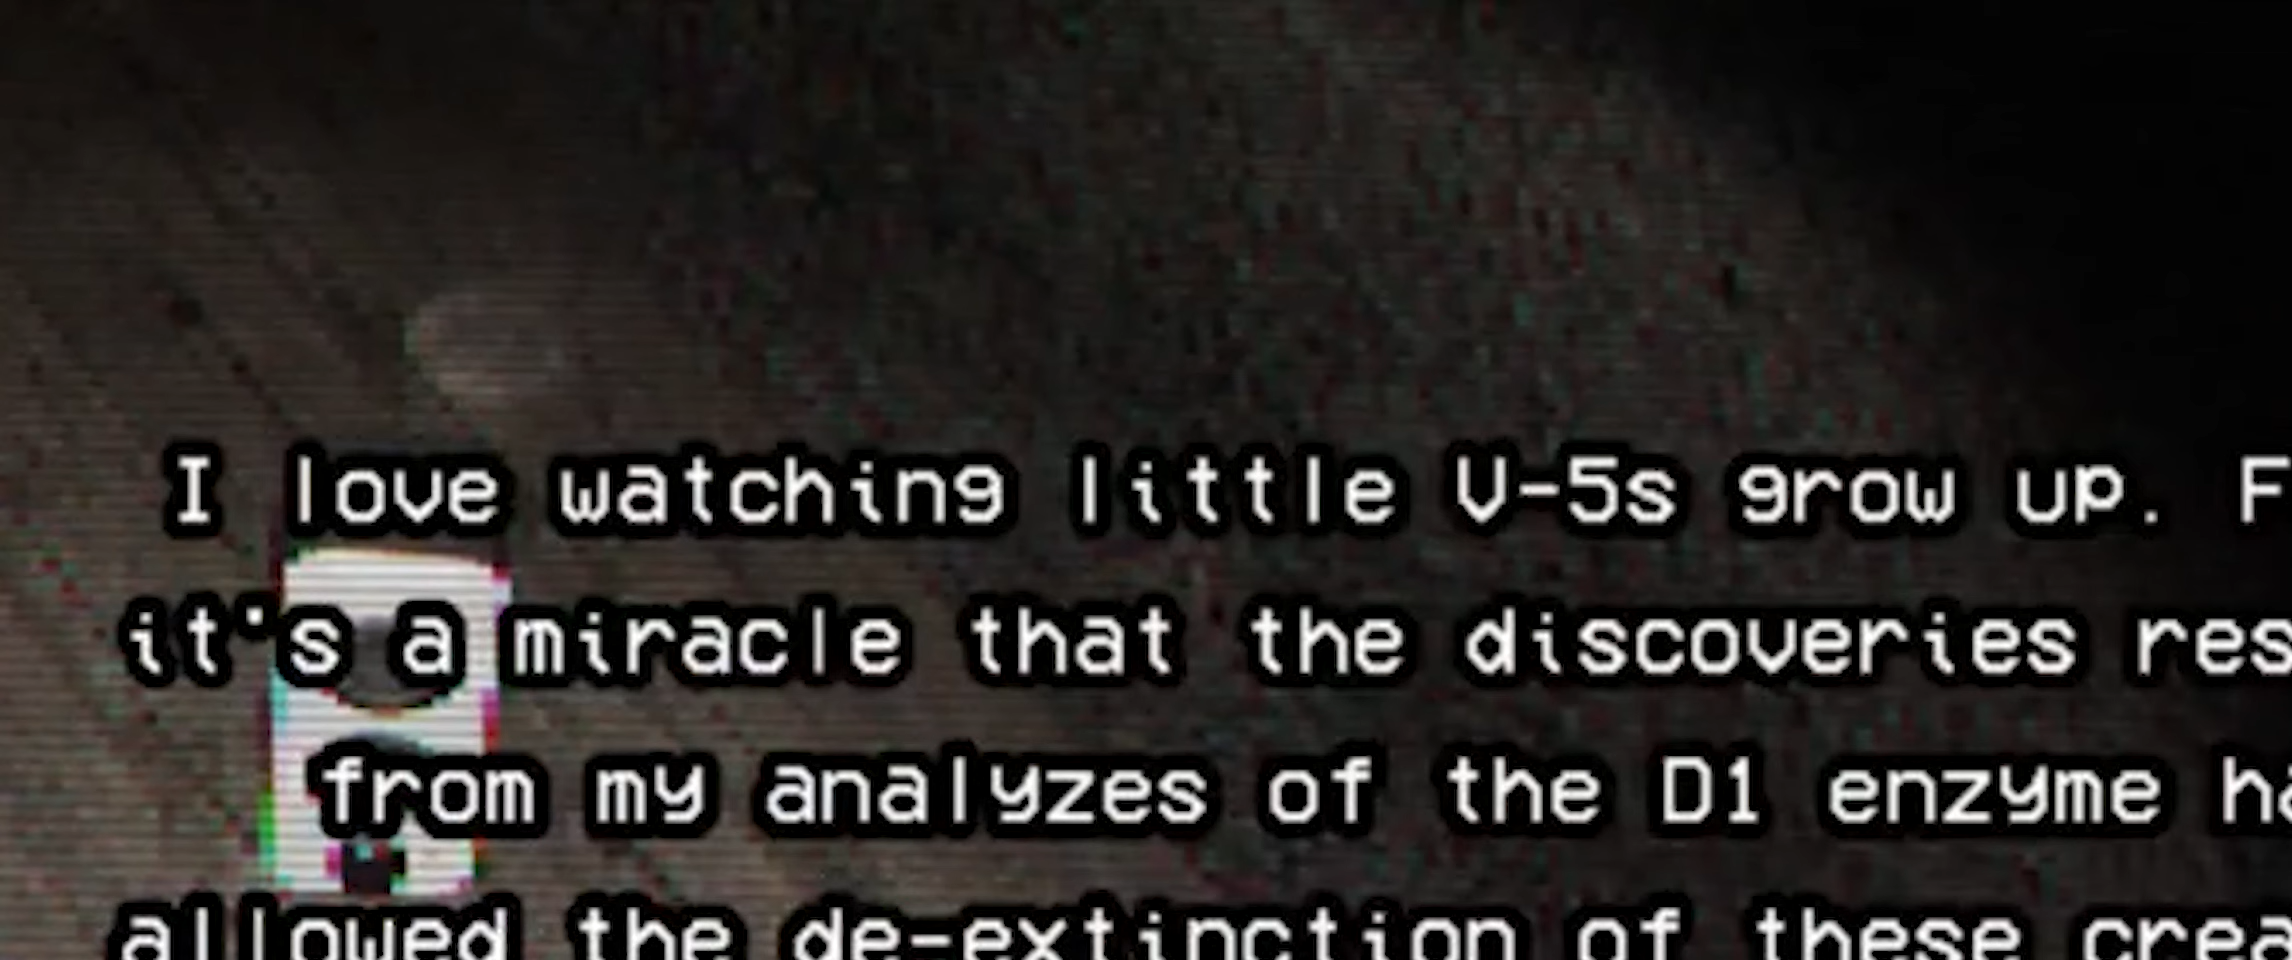 I love watching little V-5s grow up. F
it's a miracle that the discoveries res
from my analyzes of the D1 enzyme ha
allowed the de-extinction of these crea